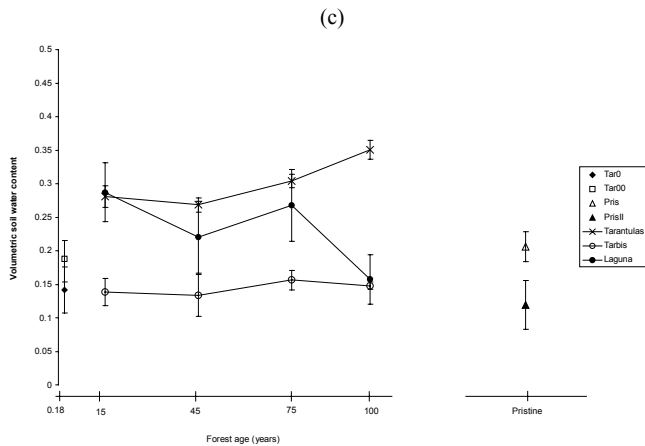 (c)
0.5
0.45
0.4
0.35
0.3
0.25
0.2
0.15
0.1
0.05
0
Volumetric soil water content
0.18
15
45
75
100
Pristine
Forest age (years)
Tar0
Tar00
Pris
PrisII
Tarantulas
Tarbis
Laguna